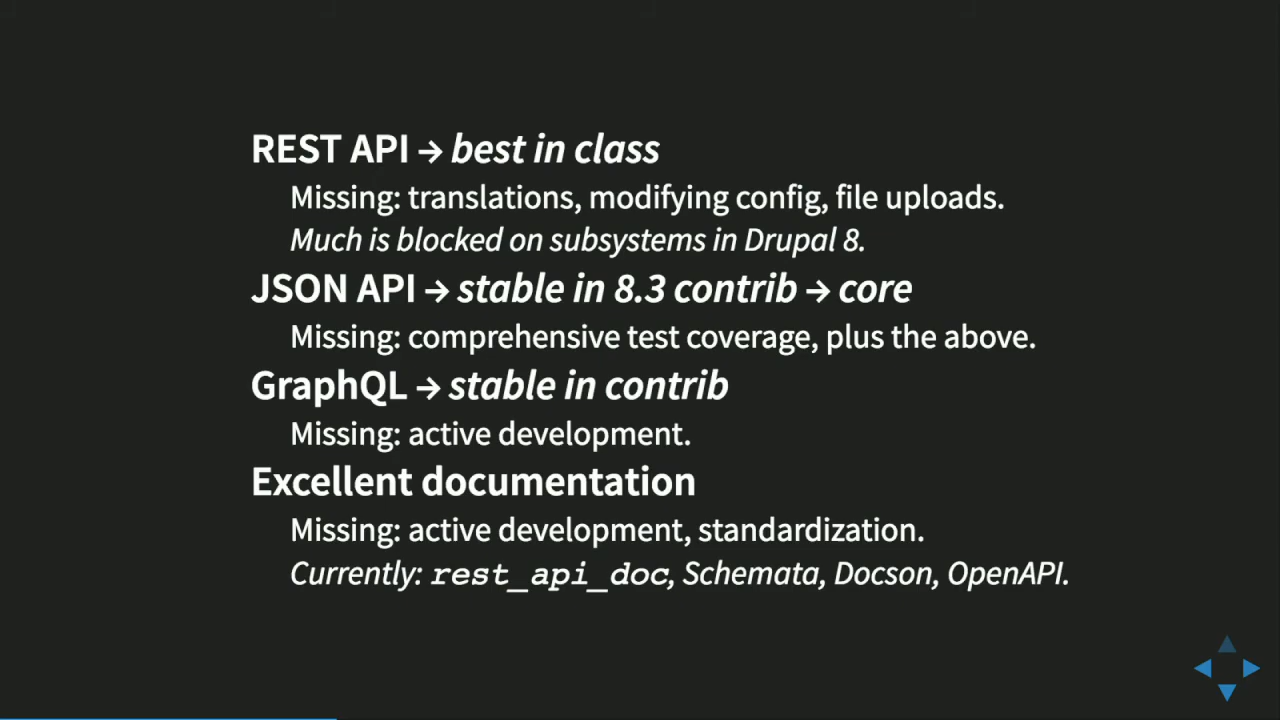 REST API → best in class
Missing: translations, modifying config, file uploads.
Much is blocked on subsystems in Drupal 8.
JSON API → stable in 8.3 contrib → core
Missing: comprehensive test coverage, plus the above.
GraphQL → stable in contrib
Missing: active development.
Excellent documentation
Missing: active development, standardization.
Currently: rest_api_doc, Schemata, Docson, OpenAPI.